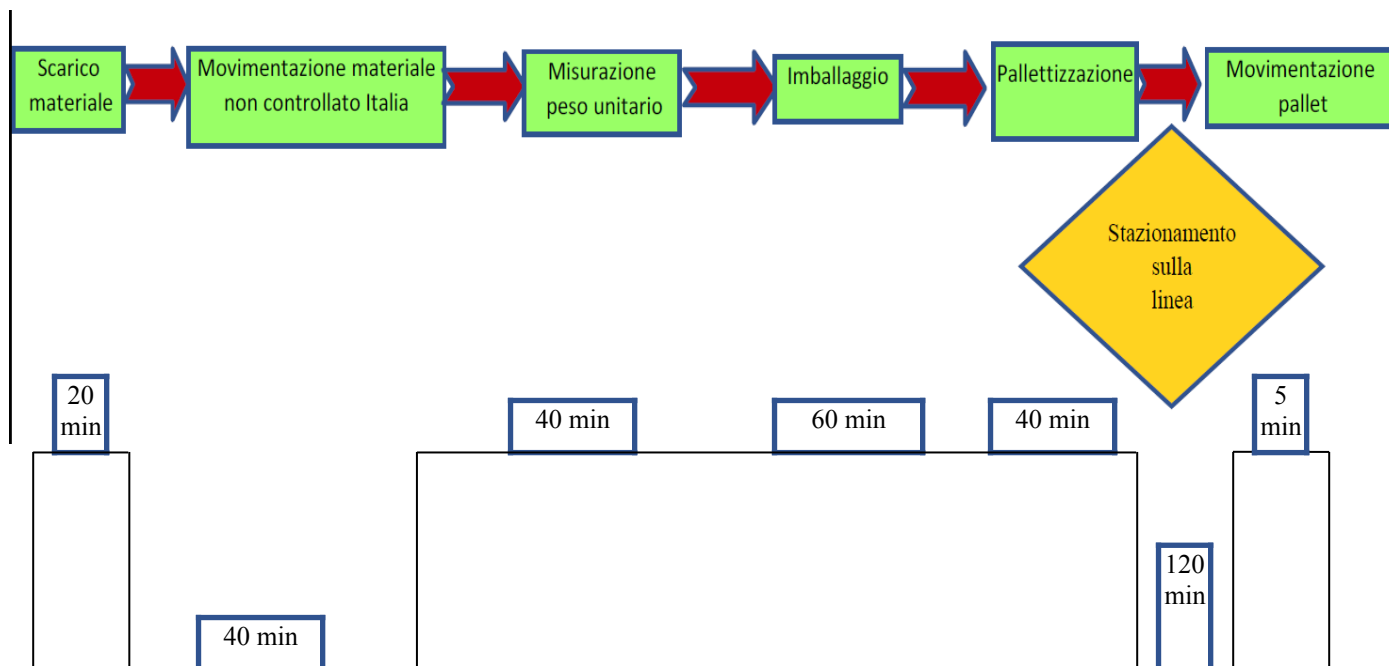 Scarico
materiale
Movimentazione materiale
non controllato Italia
Misurazione
peso unitario
Imballaggio
Pallettizzazione
Movimentazione
pallet
Stazionamento
sulla
linea
20
min
40 min
60 min
40 min
5
min
120
min
40 min